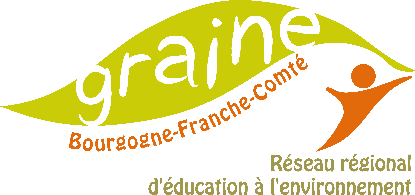 graine
Bourgogne-Franche-Comté
Réseau régional
d'éducation à l'environnement